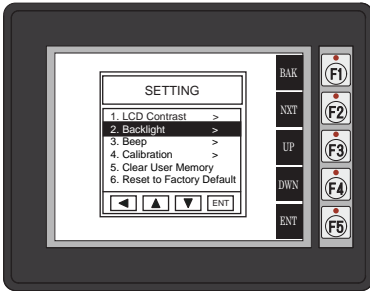 SETTING
1. LCD Contrast >
2. Backlight >
3. Beep >
4. Calibration >
5. Clear User Memory
6. Reset to Factory Default
ENT
BAK
F1
NXT
F2
UP
F3
DWN
F4
ENT
F5